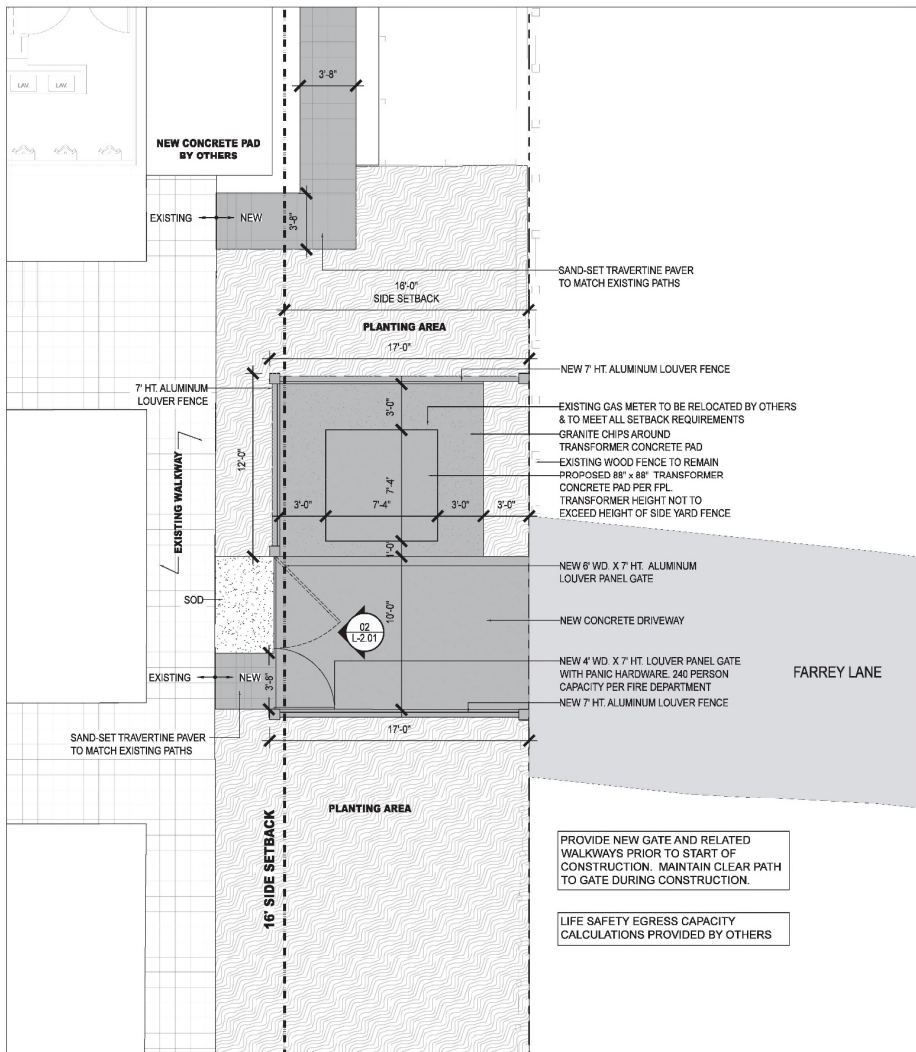 3'-8"
LAV.
LAV.
NEW CONCRETE PAD
BY OTHERS
EXISTING
NEW
3'-8"
SAND-SET TRAVERTINE PAVER
TO MATCH EXISTING PATHS
16'-0"
SIDE SETBACK
PLANTING AREA
17'-0"
NEW 7' HT. ALUMINUM LOUVER FENCE
7' HT. ALUMINUM
LOUVER FENCE
3'-0"
EXISTING GAS METER TO BE RELOCATED BY OTHERS
& TO MEET ALL SETBACK REQUIREMENTS
GRANITE CHIPS AROUND
TRANSFORMER CONCRETE PAD
EXISTING WOOD FENCE TO REMAIN
PROPOSED 88" x 88" TRANSFORMER
CONCRETE PAD PER FPL.
TRANSFORMER HEIGHT NOT TO
EXCEED HEIGHT OF SIDE YARD FENCE
12'-0"
EXISTING WALKWAY
7'-4'
3'-0"
7'-4"
3'-0"
3'-0"
1'-0"
NEW 6' WD. X 7' HT. ALUMINUM
LOUVER PANEL GATE
SOD
10'-0"
02
L-2.01
NEW CONCRETE DRIVEWAY
EXISTING
NEW
3'-8"
NEW 4' WD. X 7' HT. LOUVER PANEL GATE
WITH PANIC HARDWARE. 240 PERSON
CAPACITY PER FIRE DEPARTMENT
NEW 7' HT. ALUMINUM LOUVER FENCE
FARREY LANE
SAND-SET TRAVERTINE PAVER
TO MATCH EXISTING PATHS
17'-0"
PLANTING AREA
16' SIDE SETBACK
PROVIDE NEW GATE AND RELATED
WALKWAYS PRIOR TO START OF
CONSTRUCTION. MAINTAIN CLEAR PATH
TO GATE DURING CONSTRUCTION.
LIFE SAFETY EGRESS CAPACITY
CALCULATIONS PROVIDED BY OTHERS